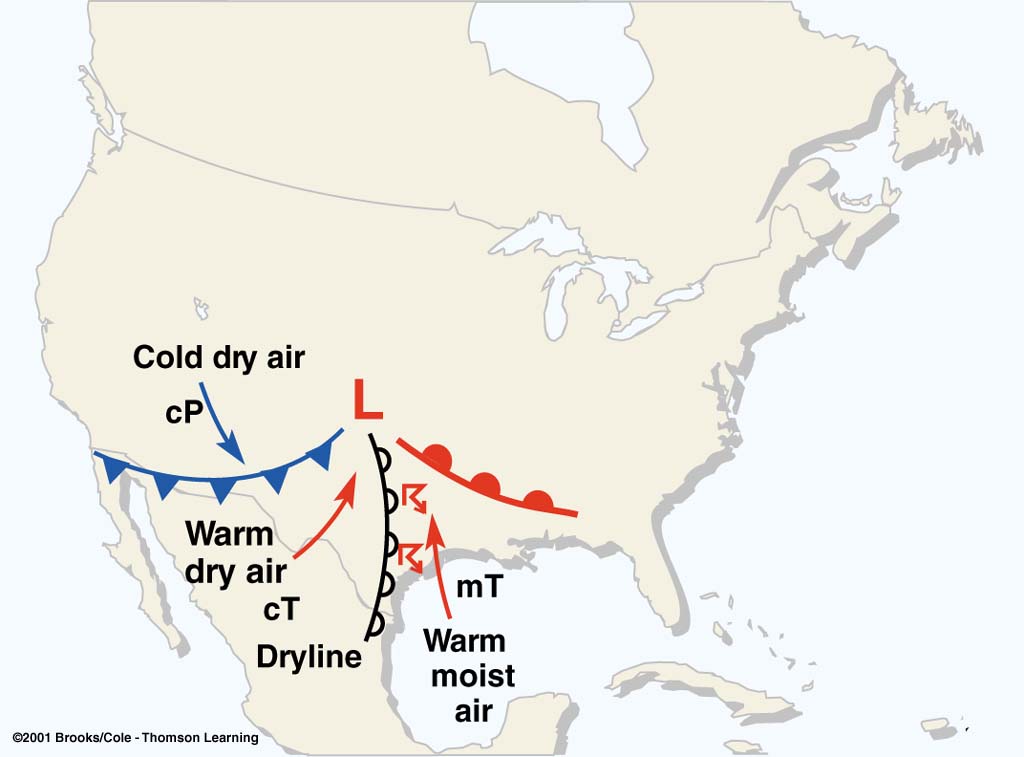 Cold dry air
cP
L
Warm
dry air
cT
Dryline
mT
Warm
moist
air
©2001 Brooks/Cole - Thomson Learning